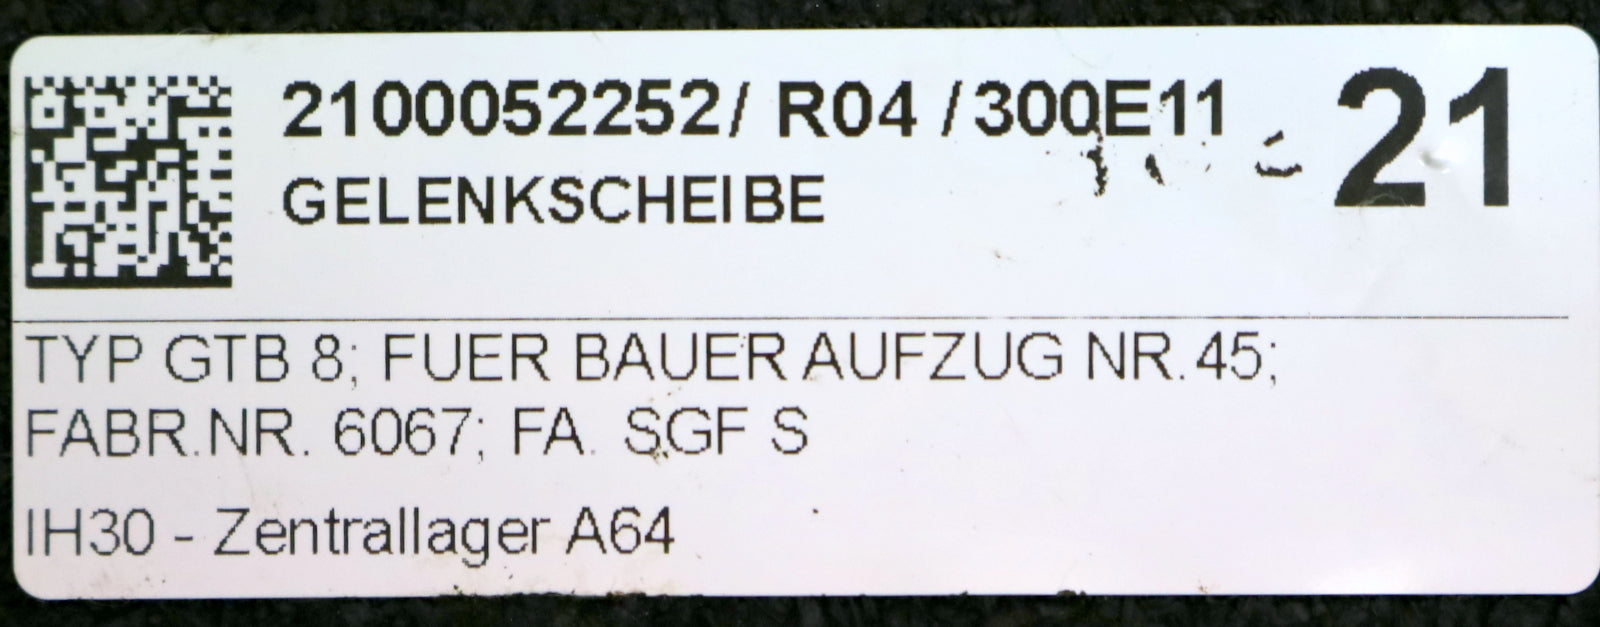 2100052252/ R04 /300E11 21
GELENKSCHEIBE
TYP GTB 8; FUER BAUER AUFZUG NR.45;
FABR.NR. 6067; FA. SGF S
IH30 - Zentrallager A64